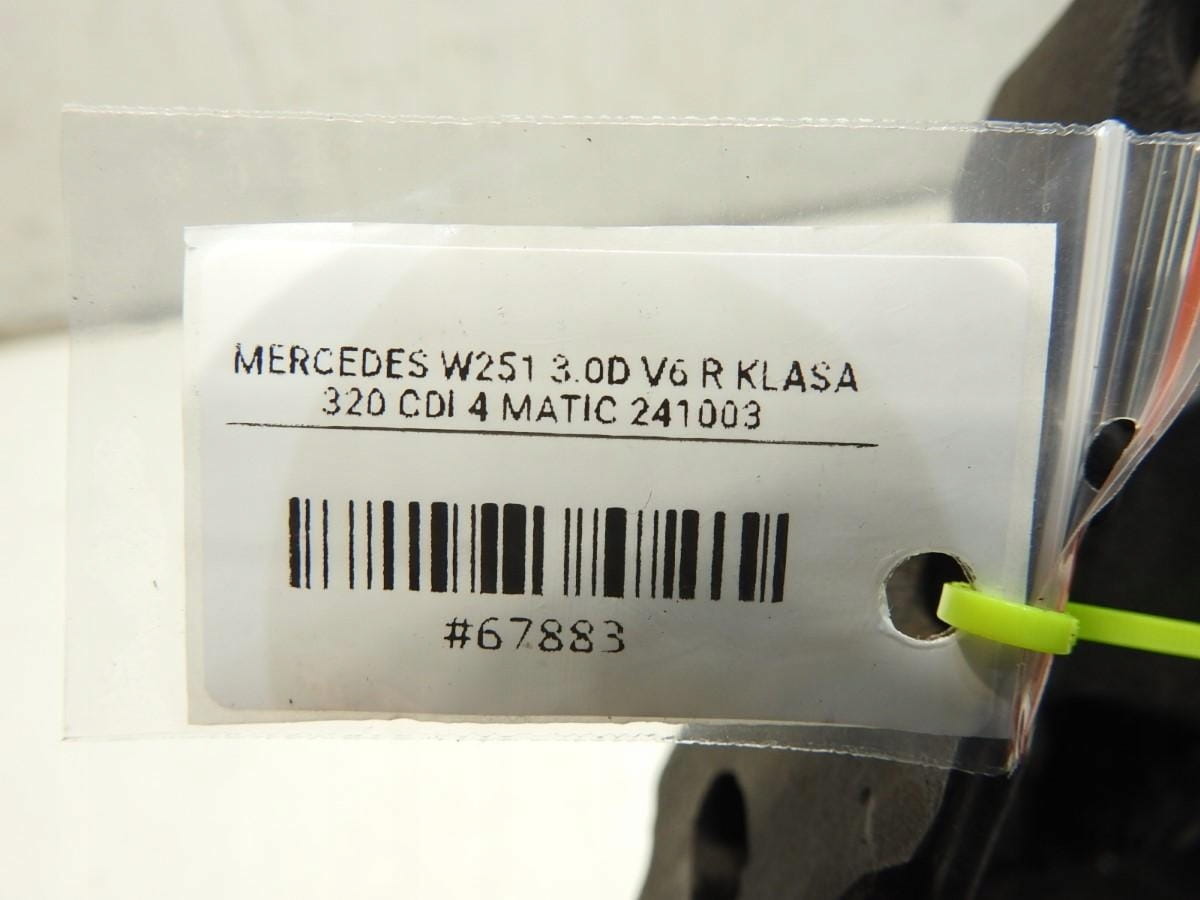 MERCEDES W251 3.0D V6 R KLASA
320 CDI 4 MATIC 241003
#67883